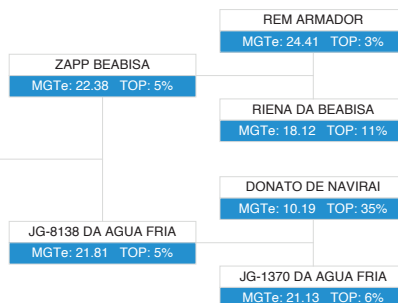 REM ARMADOR
MGTe: 24.41 TOP: 3%
ZAPP BEABISA
MGTe: 22.38 TOP: 5%
RIENA DA BEABISA
MGTe: 18.12 TOP: 11%
DONATO DE NAVIRAI
MGTe: 10.19 TOP: 35%
JG-8138 DA AGUA FRIA
MGTe: 21.81 TOP: 5%
JG-1370 DA AGUA FRIA
MGTe: 21.13 TOP: 6%